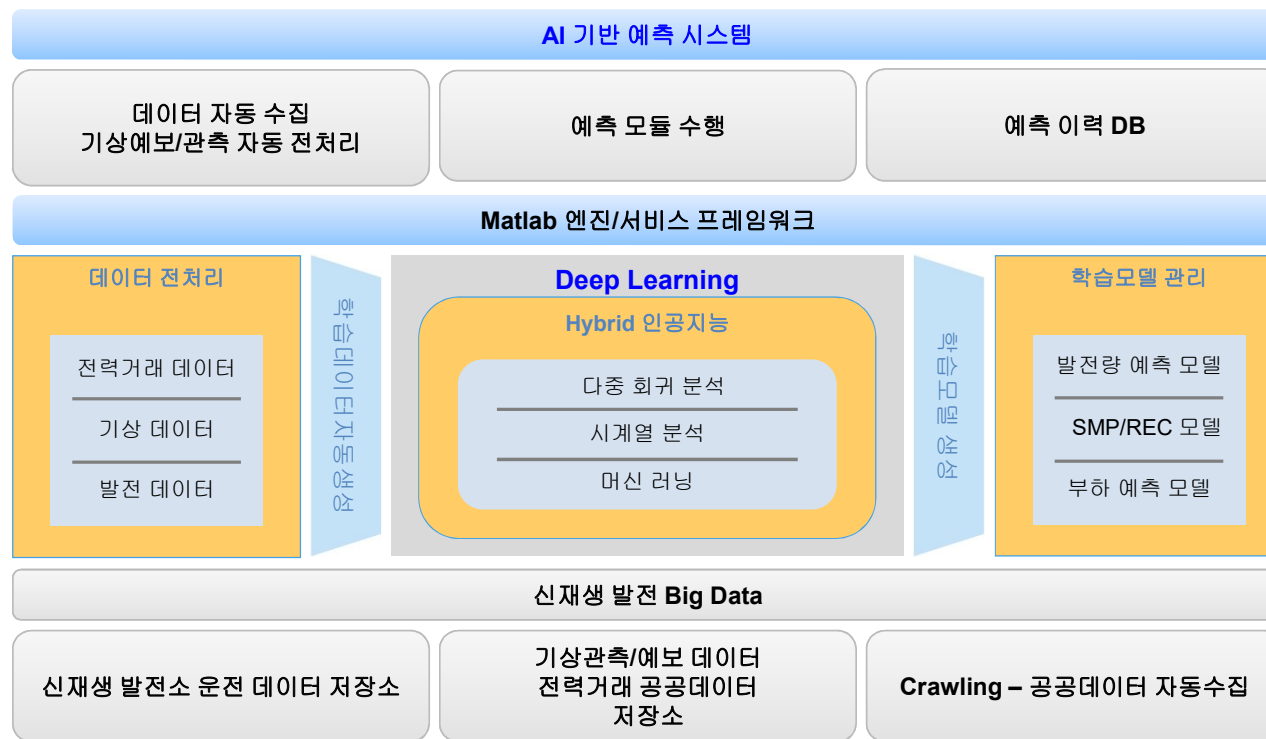 AI 기반 예측 시스템
데이터 자동 수집
기상예보/관측 자동 전처리
예측 모듈 수행
예측 이력 DB
Matlab 엔진/서비스 프레임워크
데이터 전처리
전력거래 데이터
기상 데이터
발전 데이터
학습데이터자동생성
Deep Learning
Hybrid 인공지능
다중 회귀 분석
시계열 분석
머신 러닝
학습모델 생성
학습모델 관리
발전량 예측 모델
SMP/REC 모델
부하 예측 모델
신재생 발전 Big Data
신재생 발전소 운전 데이터 저장소
기상관측/예보 데이터
전력거래 공공데이터
저장소
Crawling – 공공데이터 자동수집